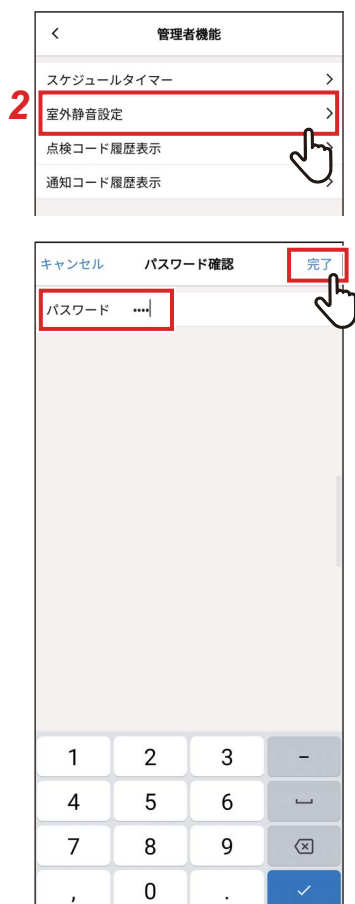 管理者機能
スケジュールタイマー
2
室外静音設定
点検コード履歴表示
通知コード履歴表示
キャンセル パスワード確認 完了
パスワード ••••
1 2 3 -
4 5 6
7 8 9
, 0 .